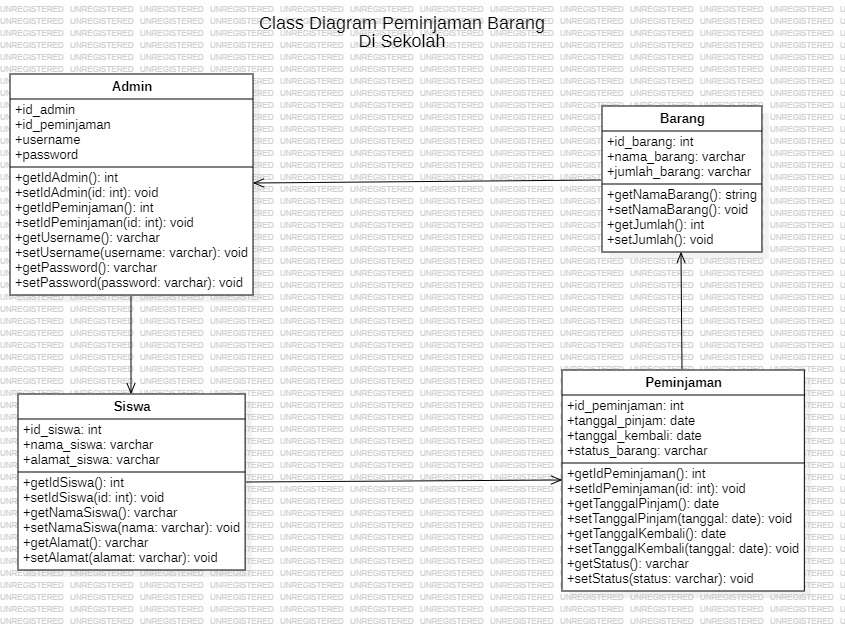 Class Diagram Peminjaman Barang
Di Sekolah
Admin
+id_admin
+id_peminjaman
+username
+password
+getIdAdmin(): int
+setIdAdmin(id: int): void
+getIdPeminjaman(): int
+setIdPeminjaman(id: int): void
+getUsername(): varchar
+setUsername(username: varchar): void
+getPassword(): varchar
+setPassword(password: varchar): void
Barang
+id_barang: int
+nama_barang: varchar
+jumlah_barang: varchar
+getNamaBarang(): string
+setNamaBarang(): void
+getJumlah(): int
+setJumlah(): void
Siswa
+id_siswa: int
+nama_siswa: varchar
+alamat_siswa: varchar
+getIdSiswa(): int
+setIdSiswa(id: int): void
+getNamaSiswa(): varchar
+setNamaSiswa(nama: varchar): void
+getAlamat(): varchar
+setAlamat(alamat: varchar): void
Peminjaman
+id_peminjaman: int
+tanggal_pinjam: date
+tanggal_kembali: date
+status_barang: varchar
+getIdPeminjaman(): int
+setIdPeminjaman(id: int): void
+getTanggalPinjam(): date
+setTanggalPinjam(tanggal: date): void
+getTanggalKembali(): date
+setTanggalKembali(tanggal: date): void
+getStatus(): varchar
+setStatus(status: varchar): void
UNREGISTERED